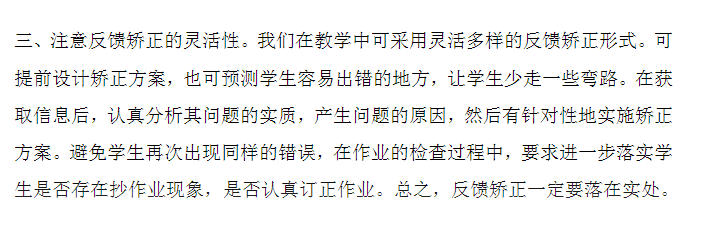 三、注意反馈矫正的灵活性。我们在教学中可采用灵活多样的反馈矫正形式。可
提前设计矫正方案，也可预测学生容易出错的地方，让学生少走一些弯路。在获
取信息后，认真分析其问题的实质，产生问题的原因，然后有针对性地实施矫正
方案。避免学生再次出现同样的错误，在作业的检查过程中，要求进一步落实学
生是否存在抄作业现象，是否认真订正作业。总之，反馈矫正一定要落在实处。